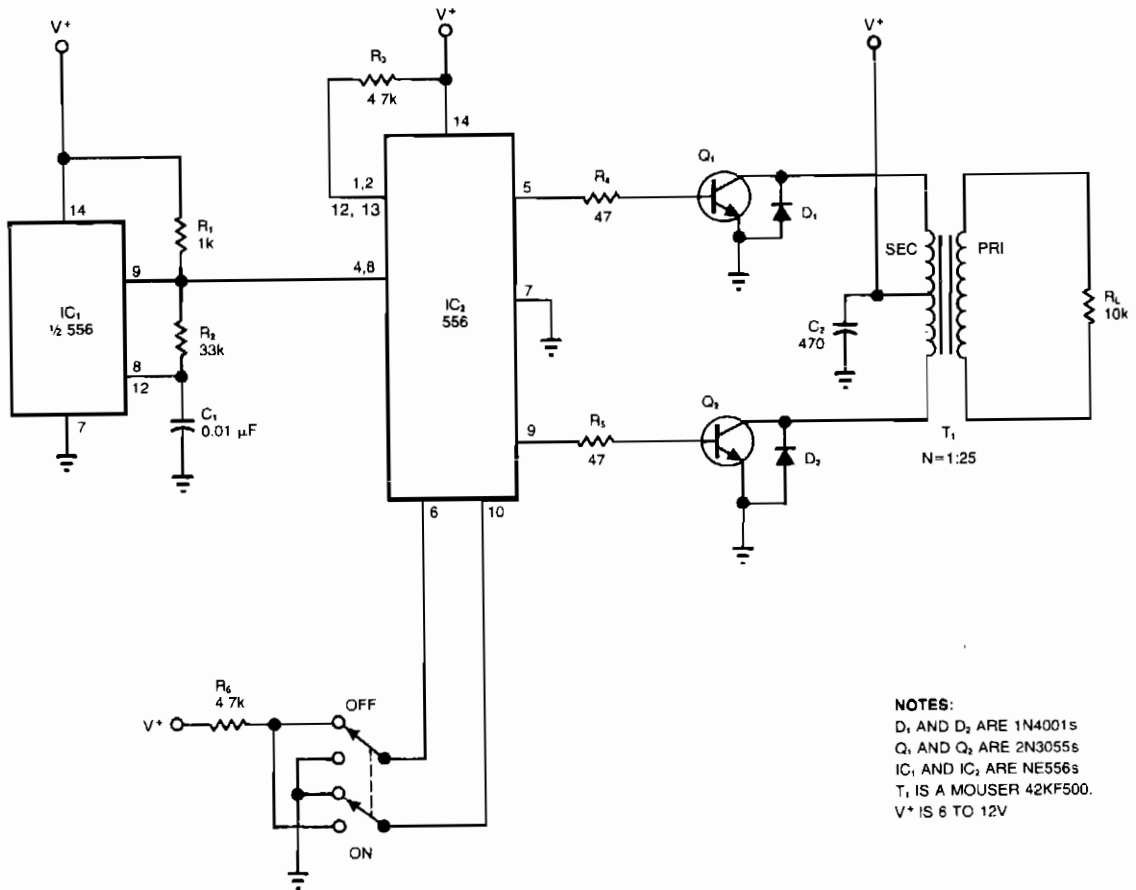 V⁺
14
R₁
1k
9
IC₁
½ 556
R₂
33k
8
12
C₁
0.01 µF
7
V⁺
R₃
4 7k
14
1,2
12, 13
4,8
IC₂
556
5
7
9
6
10
R₄
47
R₅
47
Q₁
D₁
Q₂
D₂
V⁺
C₂
470
SEC
PRI
T₁
N=1:25
R_L
10k
V⁺
R₆
4 7k
OFF
ON
NOTES:
D₁ AND D₂ ARE 1N4001s
Q₁ AND Q₂ ARE 2N3055s
IC₁ AND IC₂ ARE NE556s
T₁ IS A MOUSER 42KF500.
V⁺ IS 6 TO 12V